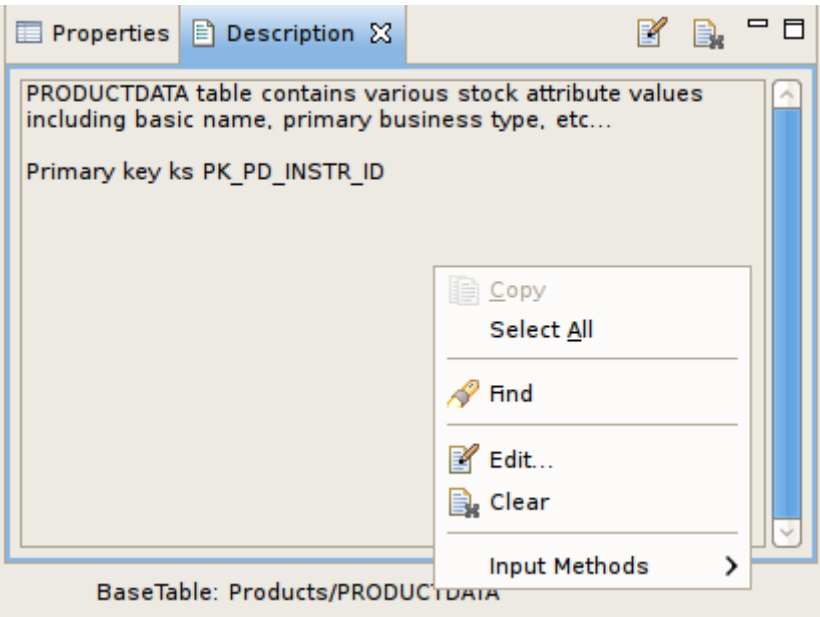 Properties Description
PRODUCTDATA table contains various stock attribute values
including basic name, primary business type, etc...
Primary key ks PK_PD_INSTR_ID
Copy
Select All
Find
Edit...
Clear
Input Methods
BaseTable: Products/PRODUCTDATA